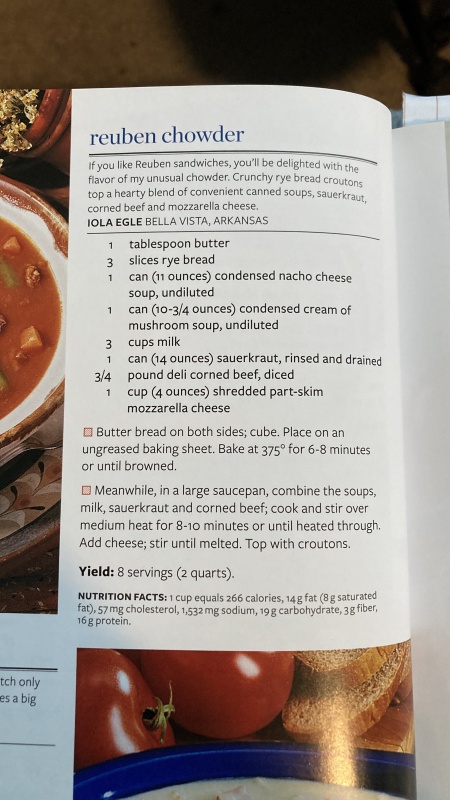 reuben chowder
If you like Reuben sandwiches, you'll be delighted with the
flavor of my unusual chowder. Crunchy rye bread croutons
top a hearty blend of convenient canned soups, sauerkraut,
corned beef and mozzarella cheese.
IOLA EGLE BELLA VISTA, ARKANSAS
1 tablespoon butter
3 slices rye bread
1 can (11 ounces) condensed nacho cheese
soup, undiluted
1 can (10-3/4 ounces) condensed cream of
mushroom soup, undiluted
3 cups milk
1 can (14 ounces) sauerkraut, rinsed and drained
3/4 pound deli corned beef, diced
1 cup (4 ounces) shredded part-skim
mozzarella cheese
Butter bread on both sides; cube. Place on an
ungreased baking sheet. Bake at 375° for 6-8 minutes
or until browned.
Meanwhile, in a large saucepan, combine the soups,
milk, sauerkraut and corned beef; cook and stir over
medium heat for 8-10 minutes or until heated through.
Add cheese; stir until melted. Top with croutons.
Yield: 8 servings (2 quarts).
NUTRITION FACTS: 1 cup equals 266 calories, 14 g fat (8 g saturated
fat), 57 mg cholesterol, 1,532 mg sodium, 19 g carbohydrate, 3 g fiber,
16 g protein.
tch only
es a big